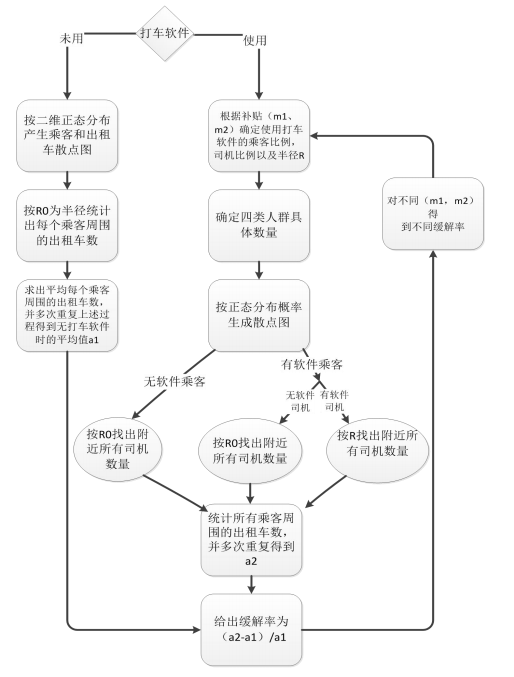 打车软件
未用
使用
按二维正态分布
产生乘客和出租
车散点图
根据补贴（m1、
m2）确定使用打车
软件的乘客比例，
司机比例以及半径R
按R0为半径统计
出每个乘客周围
的出租车数
确定四类人群具
体数量
对不同（m1，m2）
得
到不同缓解率
求出平均每个乘客
周围的出租车数，
并多次重复上述过
程得到无打车软件
时的平均值a1
按正态分布概率
生成散点图
无软件乘客
有软件乘客
无软件
司机
有软件
司机
按R0找出附
近所有司机
数量
按R0找出附近
所有司机数量
按R找出附近所
有司机数量
统计所有乘客周
围的出租车数，
并多次重复得到
a2
给出缓解率为
（a2-a1）/a1